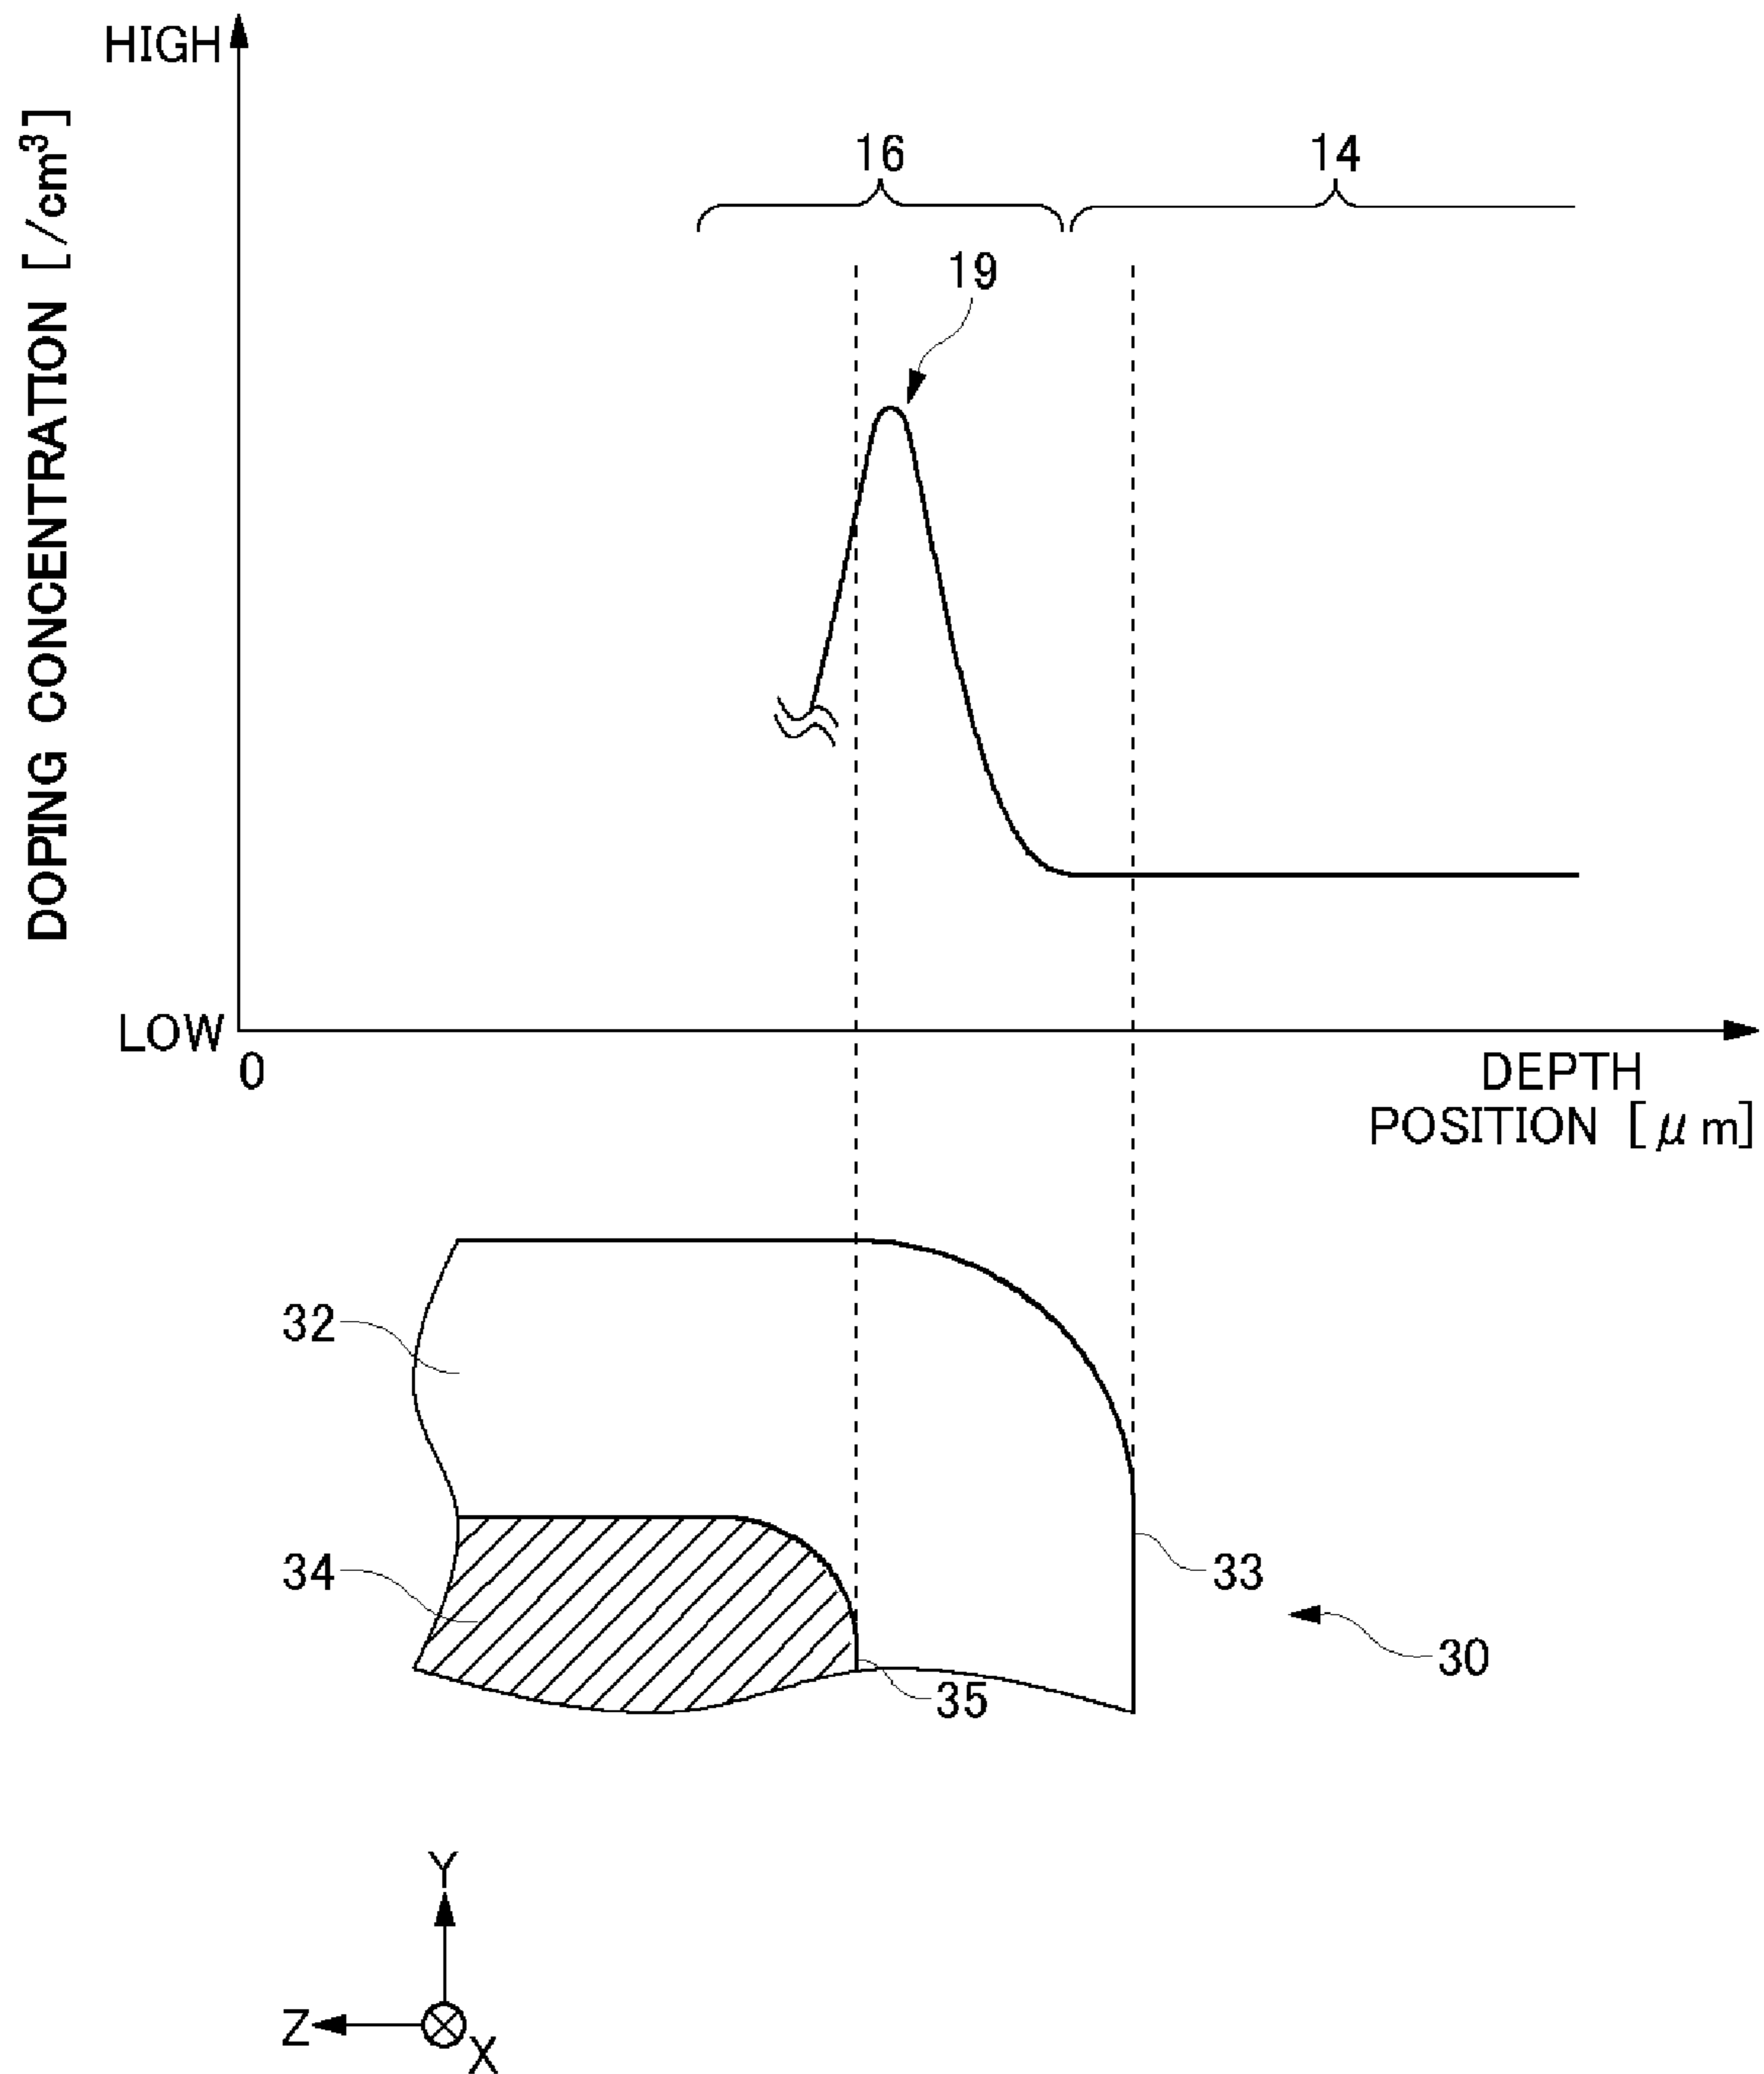 HIGH
DOPING CONCENTRATION [/cm³]
16
14
19
LOW
0
DEPTH
POSITION [μm]
32
34
33
30
35
Y
Z
X